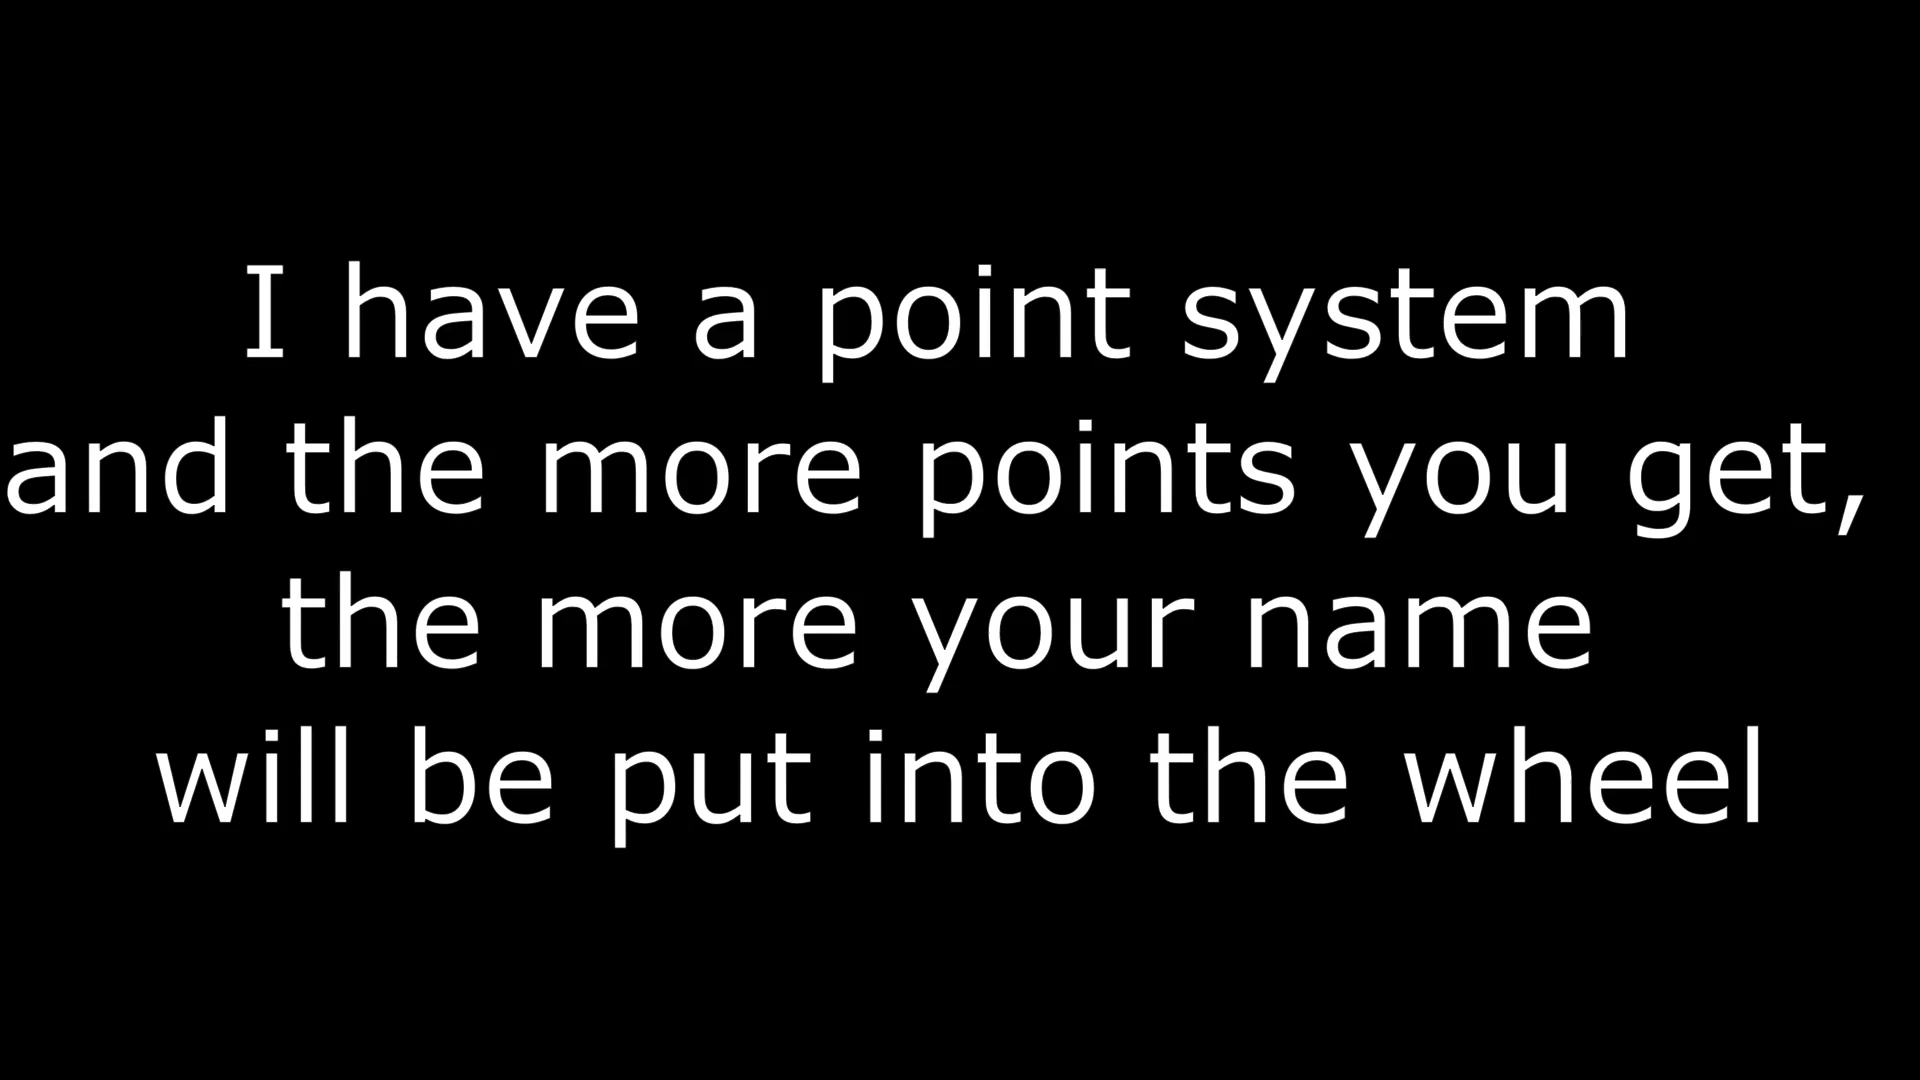 I have a point system
and the more points you get,
the more your name
will be put into the wheel